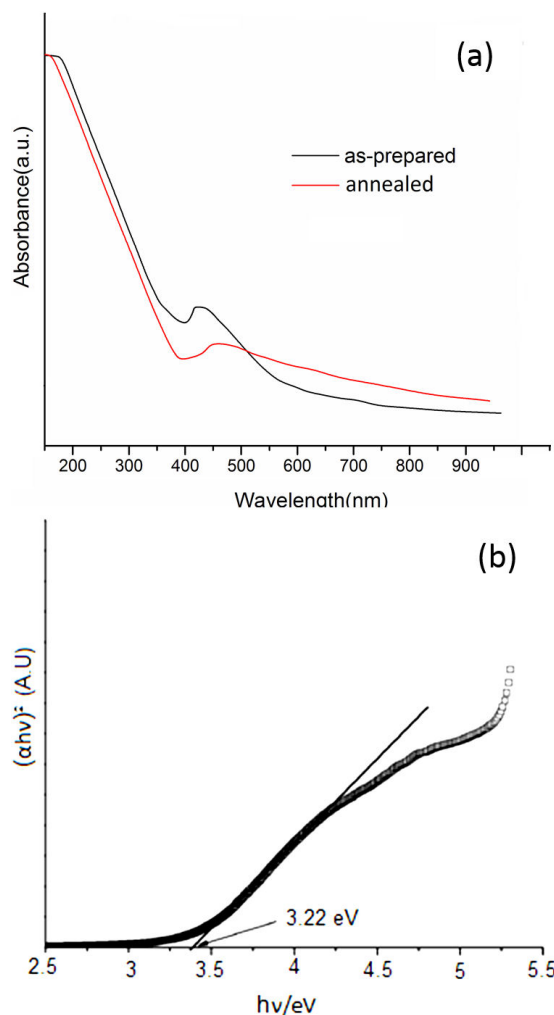 (a)
as-prepared
annealed
Absorbance(a.u.)
200 300 400 500 600 700 800 900
Wavelength(nm)
(b)
(αhν)² (A.U)
3.22 eV
2.5 3 3.5 4 4.5 5 5.5
hν/eV